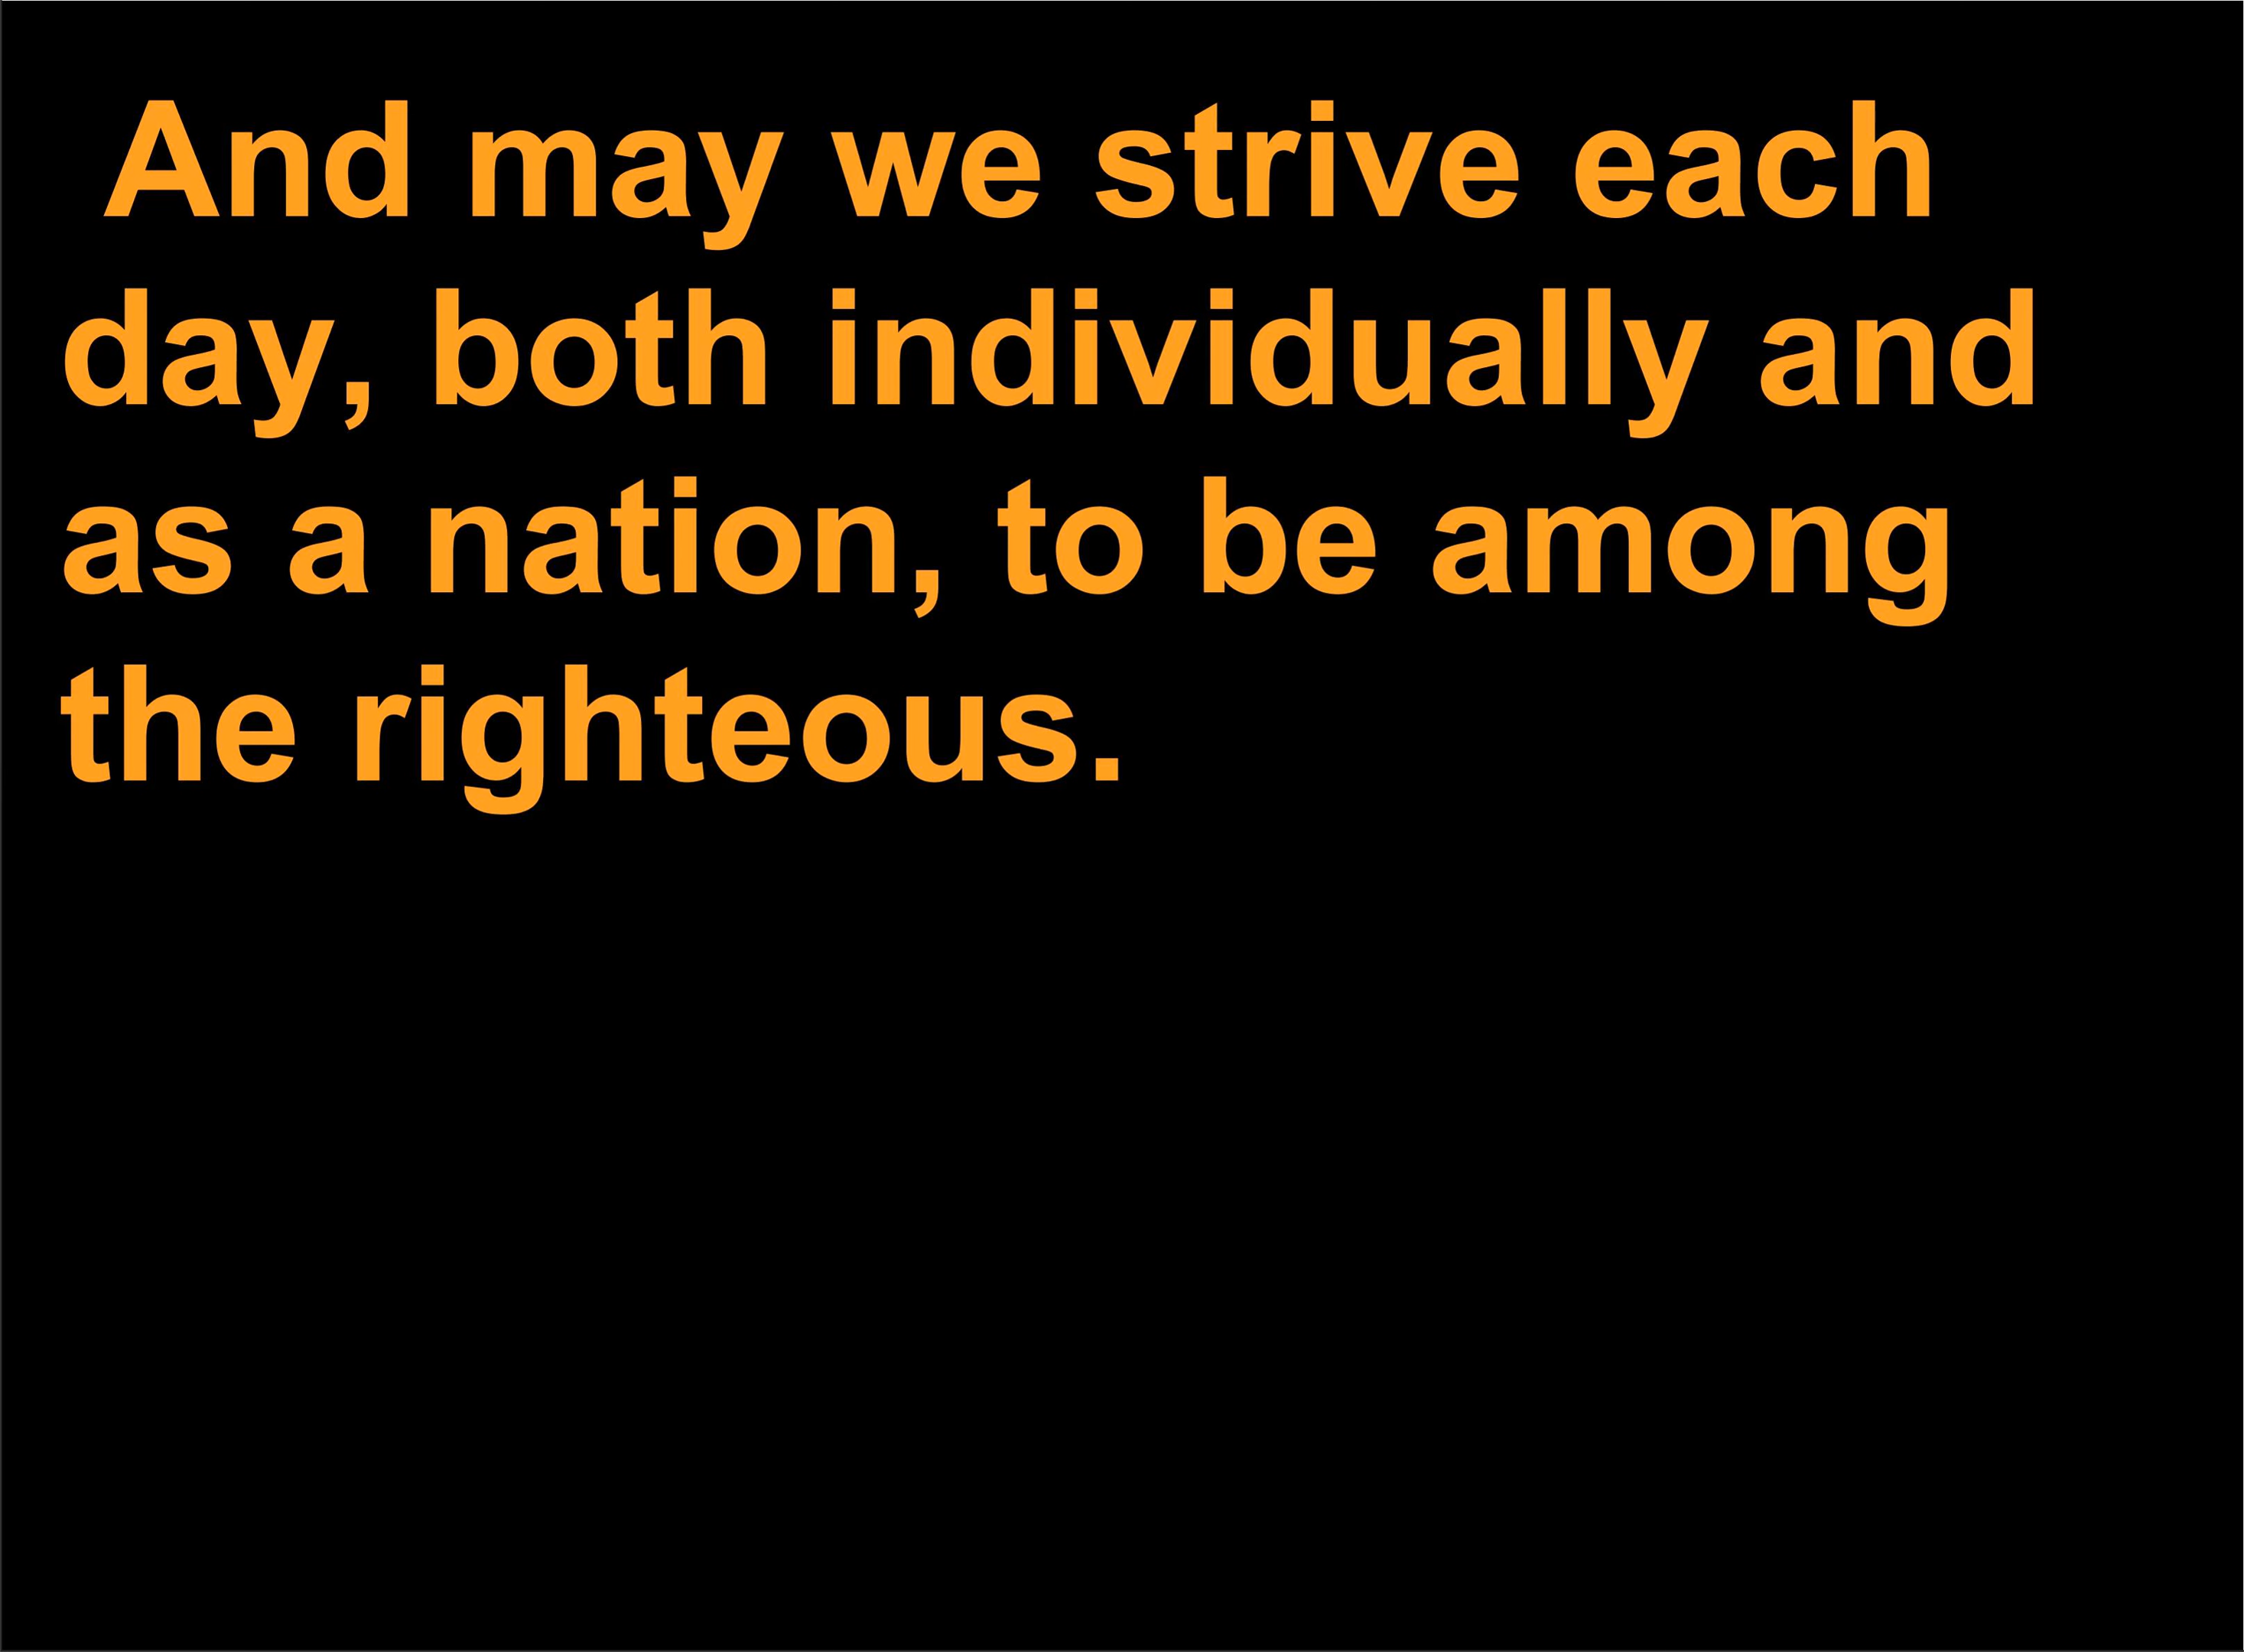 And may we strive each
day, both individually and
as a nation, to be among
the righteous.